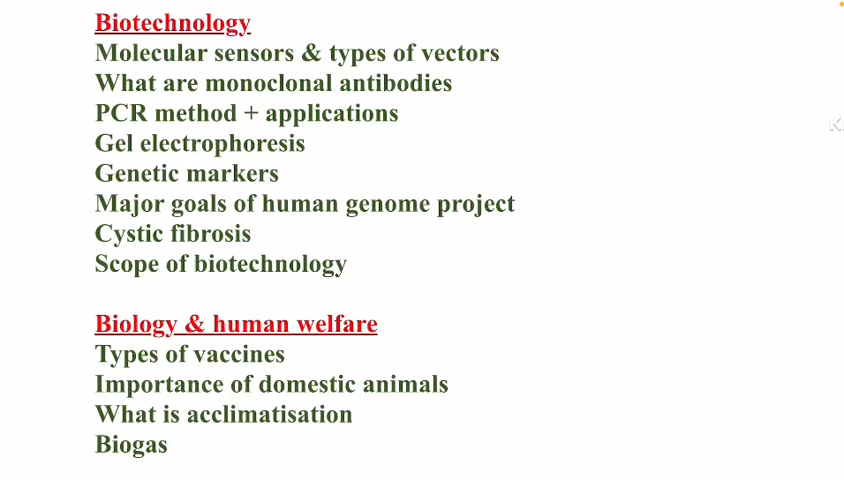 Biotechnology
Molecular sensors & types of vectors
What are monoclonal antibodies
PCR method + applications
Gel electrophoresis
Genetic markers
Major goals of human genome project
Cystic fibrosis
Scope of biotechnology
Biology & human welfare
Types of vaccines
Importance of domestic animals
What is acclimatisation
Biogas